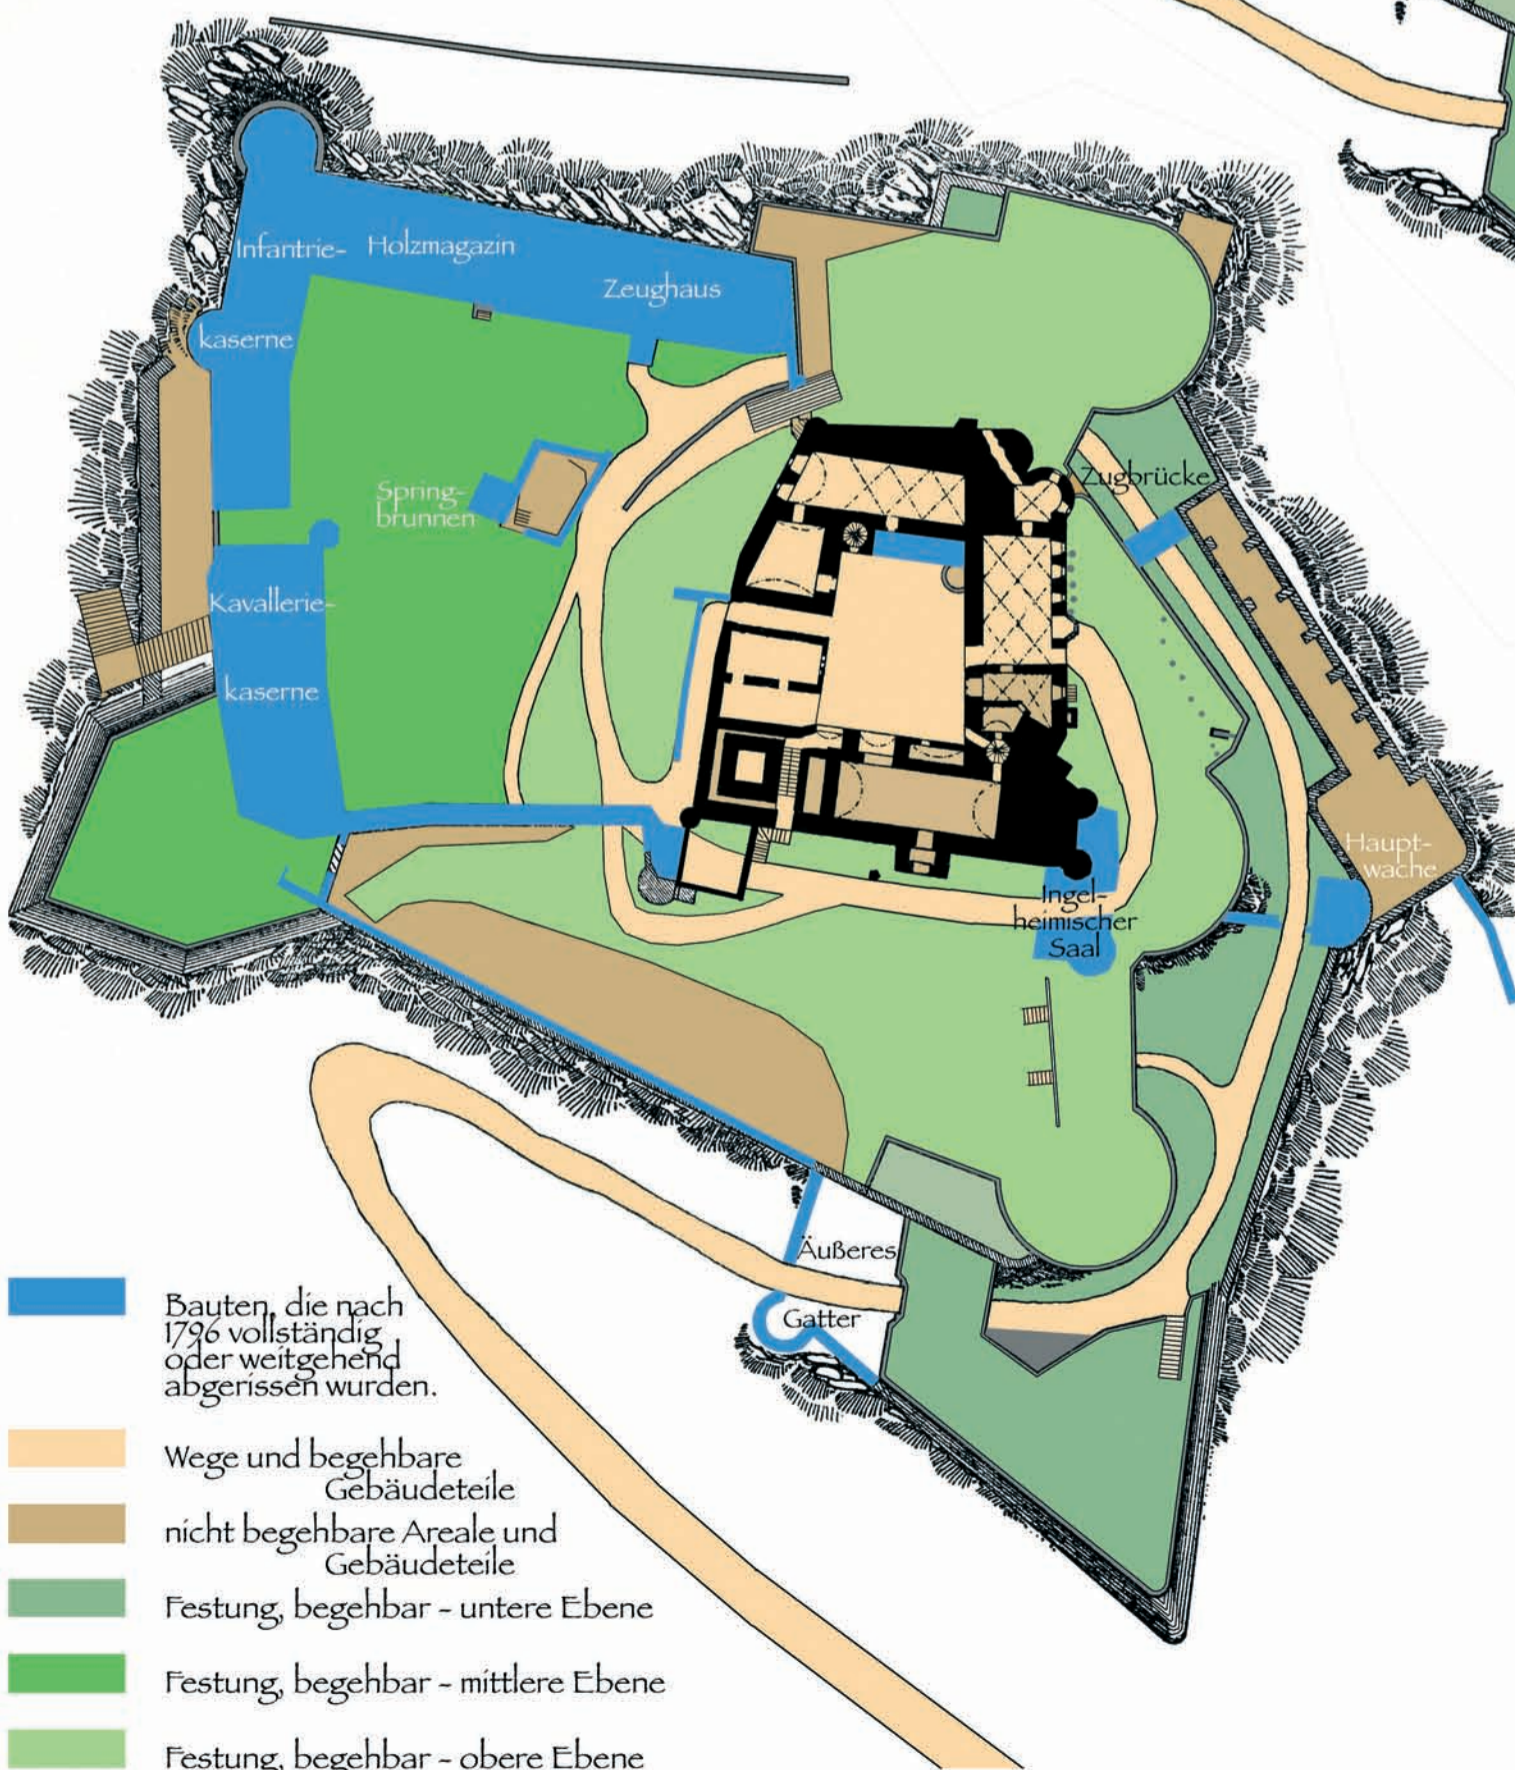 Infantrie-
Holzmagazin
Zeughaus
kaserne
Spring-
brunnen
Zugbrücke
Kavallerie-
kaserne
Haupt-
wache
Ingel-
heimischer
Saal
Äußeres
Gatter
Bauten, die nach
1796 vollständig
oder weitgehend
abgerissen wurden.
Wege und begehbare
Gebäudeteile
nicht begehbare Areale und
Gebäudeteile
Festung, begehbar - untere Ebene
Festung, begehbar - mittlere Ebene
Festung, begehbar - obere Ebene